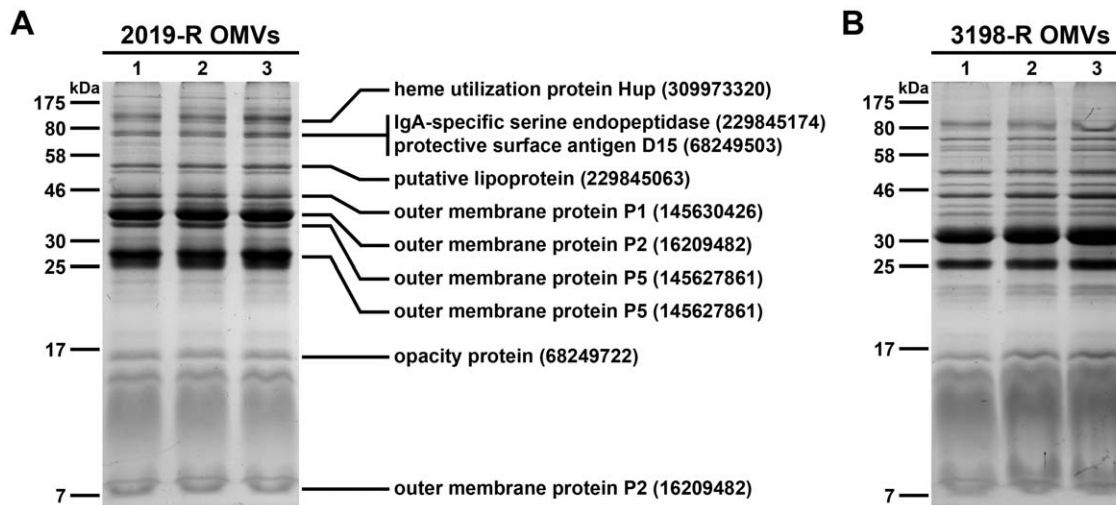 A
2019-R OMVs
1 2 3
kDa
175
80
58
46
30
25
17
7
heme utilization protein Hup (309973320)
IgA-specific serine endopeptidase (229845174)
protective surface antigen D15 (68249503)
putative lipoprotein (229845063)
outer membrane protein P1 (145630426)
outer membrane protein P2 (16209482)
outer membrane protein P5 (145627861)
outer membrane protein P5 (145627861)
opacity protein (68249722)
outer membrane protein P2 (16209482)
B
3198-R OMVs
1 2 3
kDa
175
80
58
46
30
25
17
7